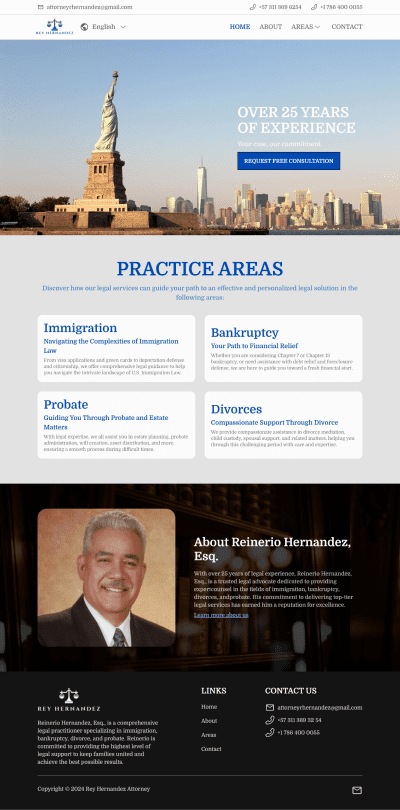 attorneyrhernandez@gmail.com
+57 311 369 6254
+1 786 400 0055
REY HERNANDEZ
English
HOME
ABOUT
AREAS
CONTACT
OVER 25 YEARS
OF EXPERIENCE
Your case, our commitment.
REQUEST FREE CONSULTATION
PRACTICE AREAS
Discover how our legal services can guide your path to an effective and personalized legal solution in the
following areas:
Immigration
Navigating the Complexities of Immigration
Law
From visa applications and green cards to deportation defense
and citizenship, we offer comprehensive legal guidance to help
you navigate the intricate landscape of U.S. Immigration Law.
Bankruptcy
Your Path to Financial Relief
Whether you are considering Chapter 7 or Chapter 13
bankruptcy, or need assistance with debt relief and foreclosure
defense, we are here to guide you toward a fresh financial start.
Probate
Guiding You Through Probate and Estate
Matters
With legal expertise, we all assist you in estate planning, probate
administration, will creation, asset distribution, and more,
ensuring a smooth process during difficult times.
Divorces
Compassionate Support Through Divorce
We provide compassionate assistance in divorce mediation,
child custody, spousal support, and related matters, helping you
through this challenging period with care and expertise.
About Reinerio Hernandez,
Esq.
With over 25 years of legal experience, Reinerio Hernandez,
Esq., is a trusted legal advocate dedicated to providing
expertcounsel in the fields of immigration, bankruptcy,
divorces, andprobate. His commitment to delivering top-tier
legal services has earned him a reputation for excellence.
Learn more about us
REY HERNANDEZ
Reinerio Hernandez, Esq., is a comprehensive
legal practitioner specializing in immigration,
bankruptcy, divorce, and probate. Reinerio is
committed to providing the highest level of
legal support to keep families united and
achieve the best possible results.
LINKS
Home
About
Areas
Contact
CONTACT US
attorneyrhernandez@gmail.com
+57 311 369 32 54
+1 786 400 0055
Copyright © 2024 Rey Hernandez Attorney